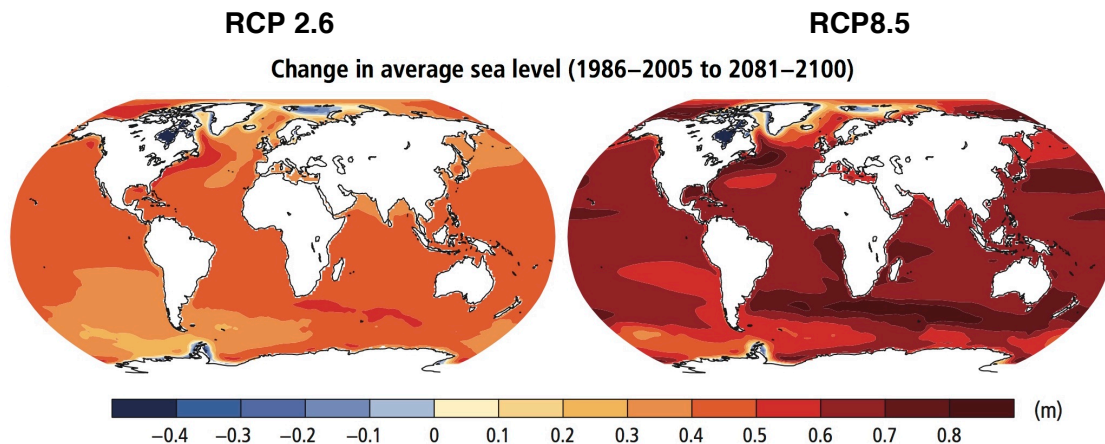 RCP 2.6 RCP8.5
Change in average sea level (1986–2005 to 2081–2100)
(m)
−0.4 −0.3 −0.2 −0.1 0 0.1 0.2 0.3 0.4 0.5 0.6 0.7 0.8